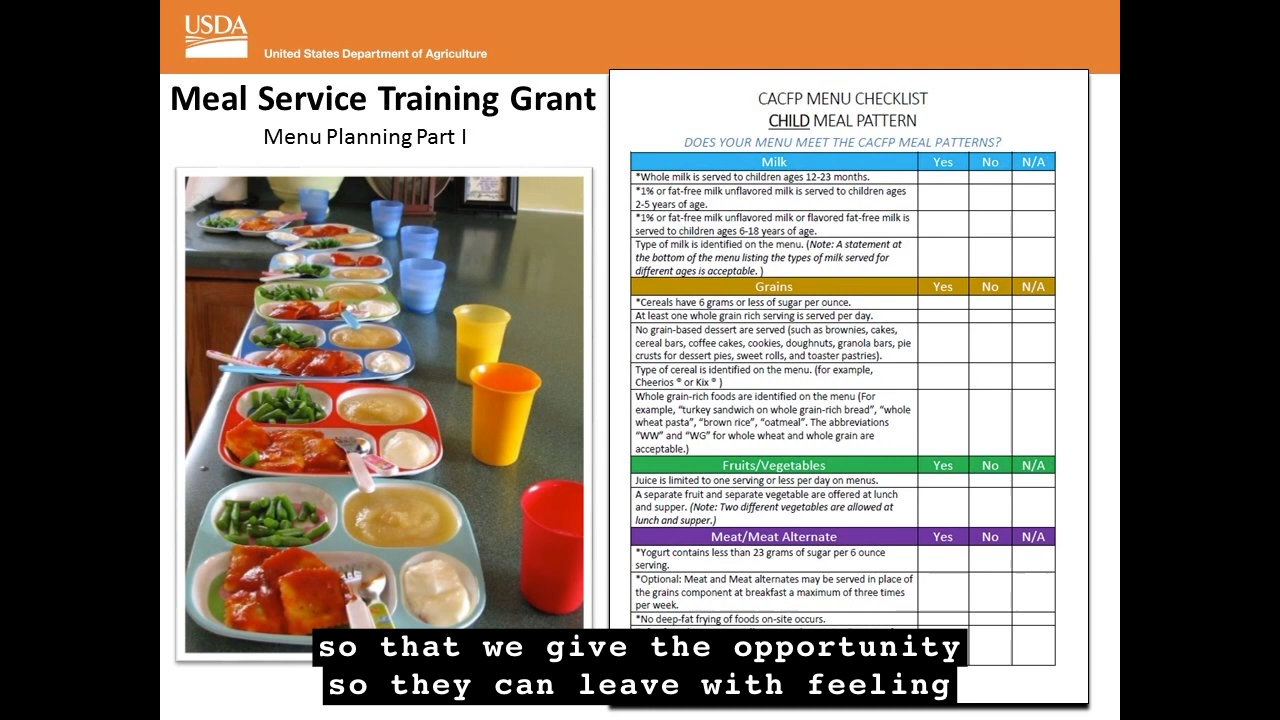 USDA
United States Department of Agriculture
Meal Service Training Grant
Menu Planning Part I
CACFP MENU CHECKLIST
CHILD MEAL PATTERN
DOES YOUR MENU MEET THE CACFP MEAL PATTERNS?
Milk Yes No N/A
*Whole milk is served to children ages 12-23 months.
*1% or fat-free milk unflavored milk is served to children ages
2-5 years of age.
*1% or fat-free milk unflavored milk or flavored fat-free milk is
served to children ages 6-18 years of age.
Type of milk is identified on the menu. (Note: A statement at
the bottom of the menu listing the types of milk served for
different ages is acceptable. )
Grains Yes No N/A
*Cereals have 6 grams or less of sugar per ounce.
At least one whole grain rich serving is served per day.
No grain-based dessert are served (such as brownies, cakes,
cereal bars, coffee cakes, cookies, doughnuts, granola bars, pie
crusts for dessert pies, sweet rolls, and toaster pastries).
Type of cereal is identified on the menu. (for example,
Cheerios ® or Kix ® )
Whole grain-rich foods are identified on the menu (For
example, “turkey sandwich on whole grain-rich bread”, “whole
wheat pasta”, “brown rice”, “oatmeal”. The abbreviations
“WW” and “WG” for whole wheat and whole grain are
acceptable.)
Fruits/Vegetables Yes No N/A
Juice is limited to one serving or less per day on menus.
A separate fruit and separate vegetable are offered at lunch
and supper. (Note: Two different vegetables are allowed at
lunch and supper.)
Meat/Meat Alternate Yes No N/A
*Yogurt contains less than 23 grams of sugar per 6 ounce
serving.
*Optional: Meat and Meat alternates may be served in place of
the grains component at breakfast a maximum of three times
per week.
*No deep-fat frying of foods on-site occurs.
so that we give the opportunity
so they can leave with feeling